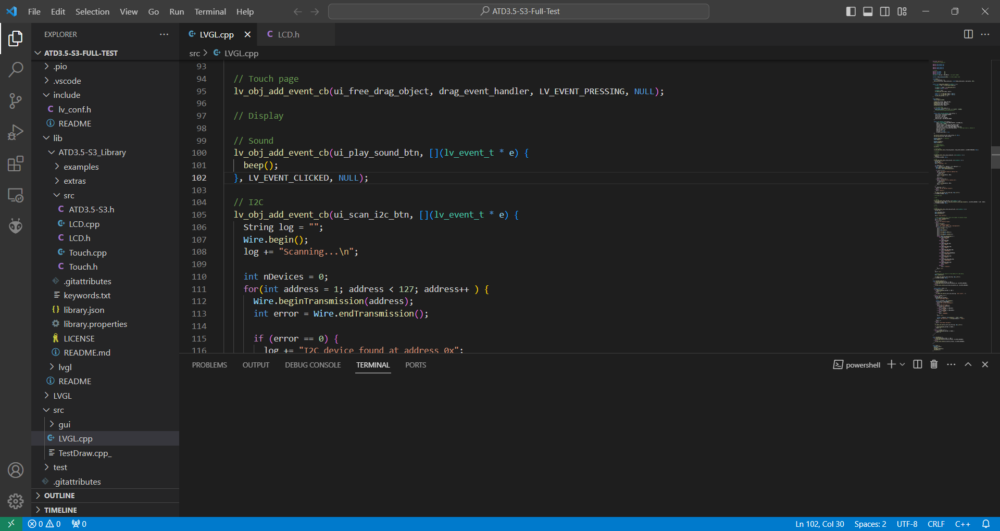 File Edit Selection View Go Run Terminal Help
ATD3.5-S3-Full-Test
EXPLORER
ATD3.5-S3-FULL-TEST
.pio
.vscode
include
lv_conf.h
README
lib
ATD3.5-S3_Library
examples
extras
src
ATD3.5-S3.h
LCD.cpp
LCD.h
Touch.cpp
Touch.h
.gitattributes
keywords.txt
library.json
library.properties
LICENSE
README.md
lvgl
README
LVGL
src
gui
LVGL.cpp
TestDraw.cpp_
test
.gitattributes
OUTLINE
TIMELINE
LVGL.cpp LCD.h
src > LVGL.cpp
93
94 // Touch page
95 lv_obj_add_event_cb(ui_free_drag_object, drag_event_handler, LV_EVENT_PRESSING, NULL);
96
97 // Display
98
99 // Sound
100 lv_obj_add_event_cb(ui_play_sound_btn, [](lv_event_t * e) {
101 beep();
102 }, LV_EVENT_CLICKED, NULL);
103
104 // I2C
105 lv_obj_add_event_cb(ui_scan_i2c_btn, [](lv_event_t * e) {
106 String log = "";
107 Wire.begin();
108 log += "Scanning...\n";
109
110 int nDevices = 0;
111 for(int address = 1; address < 127; address++ ) {
112 Wire.beginTransmission(address);
113 int error = Wire.endTransmission();
114
115 if (error == 0) {
116 log += "I2C device found at address 0x";
PROBLEMS OUTPUT DEBUG CONSOLE TERMINAL PORTS
powershell
0 0 0
Ln 102, Col 30 Spaces: 2 UTF-8 CRLF C++